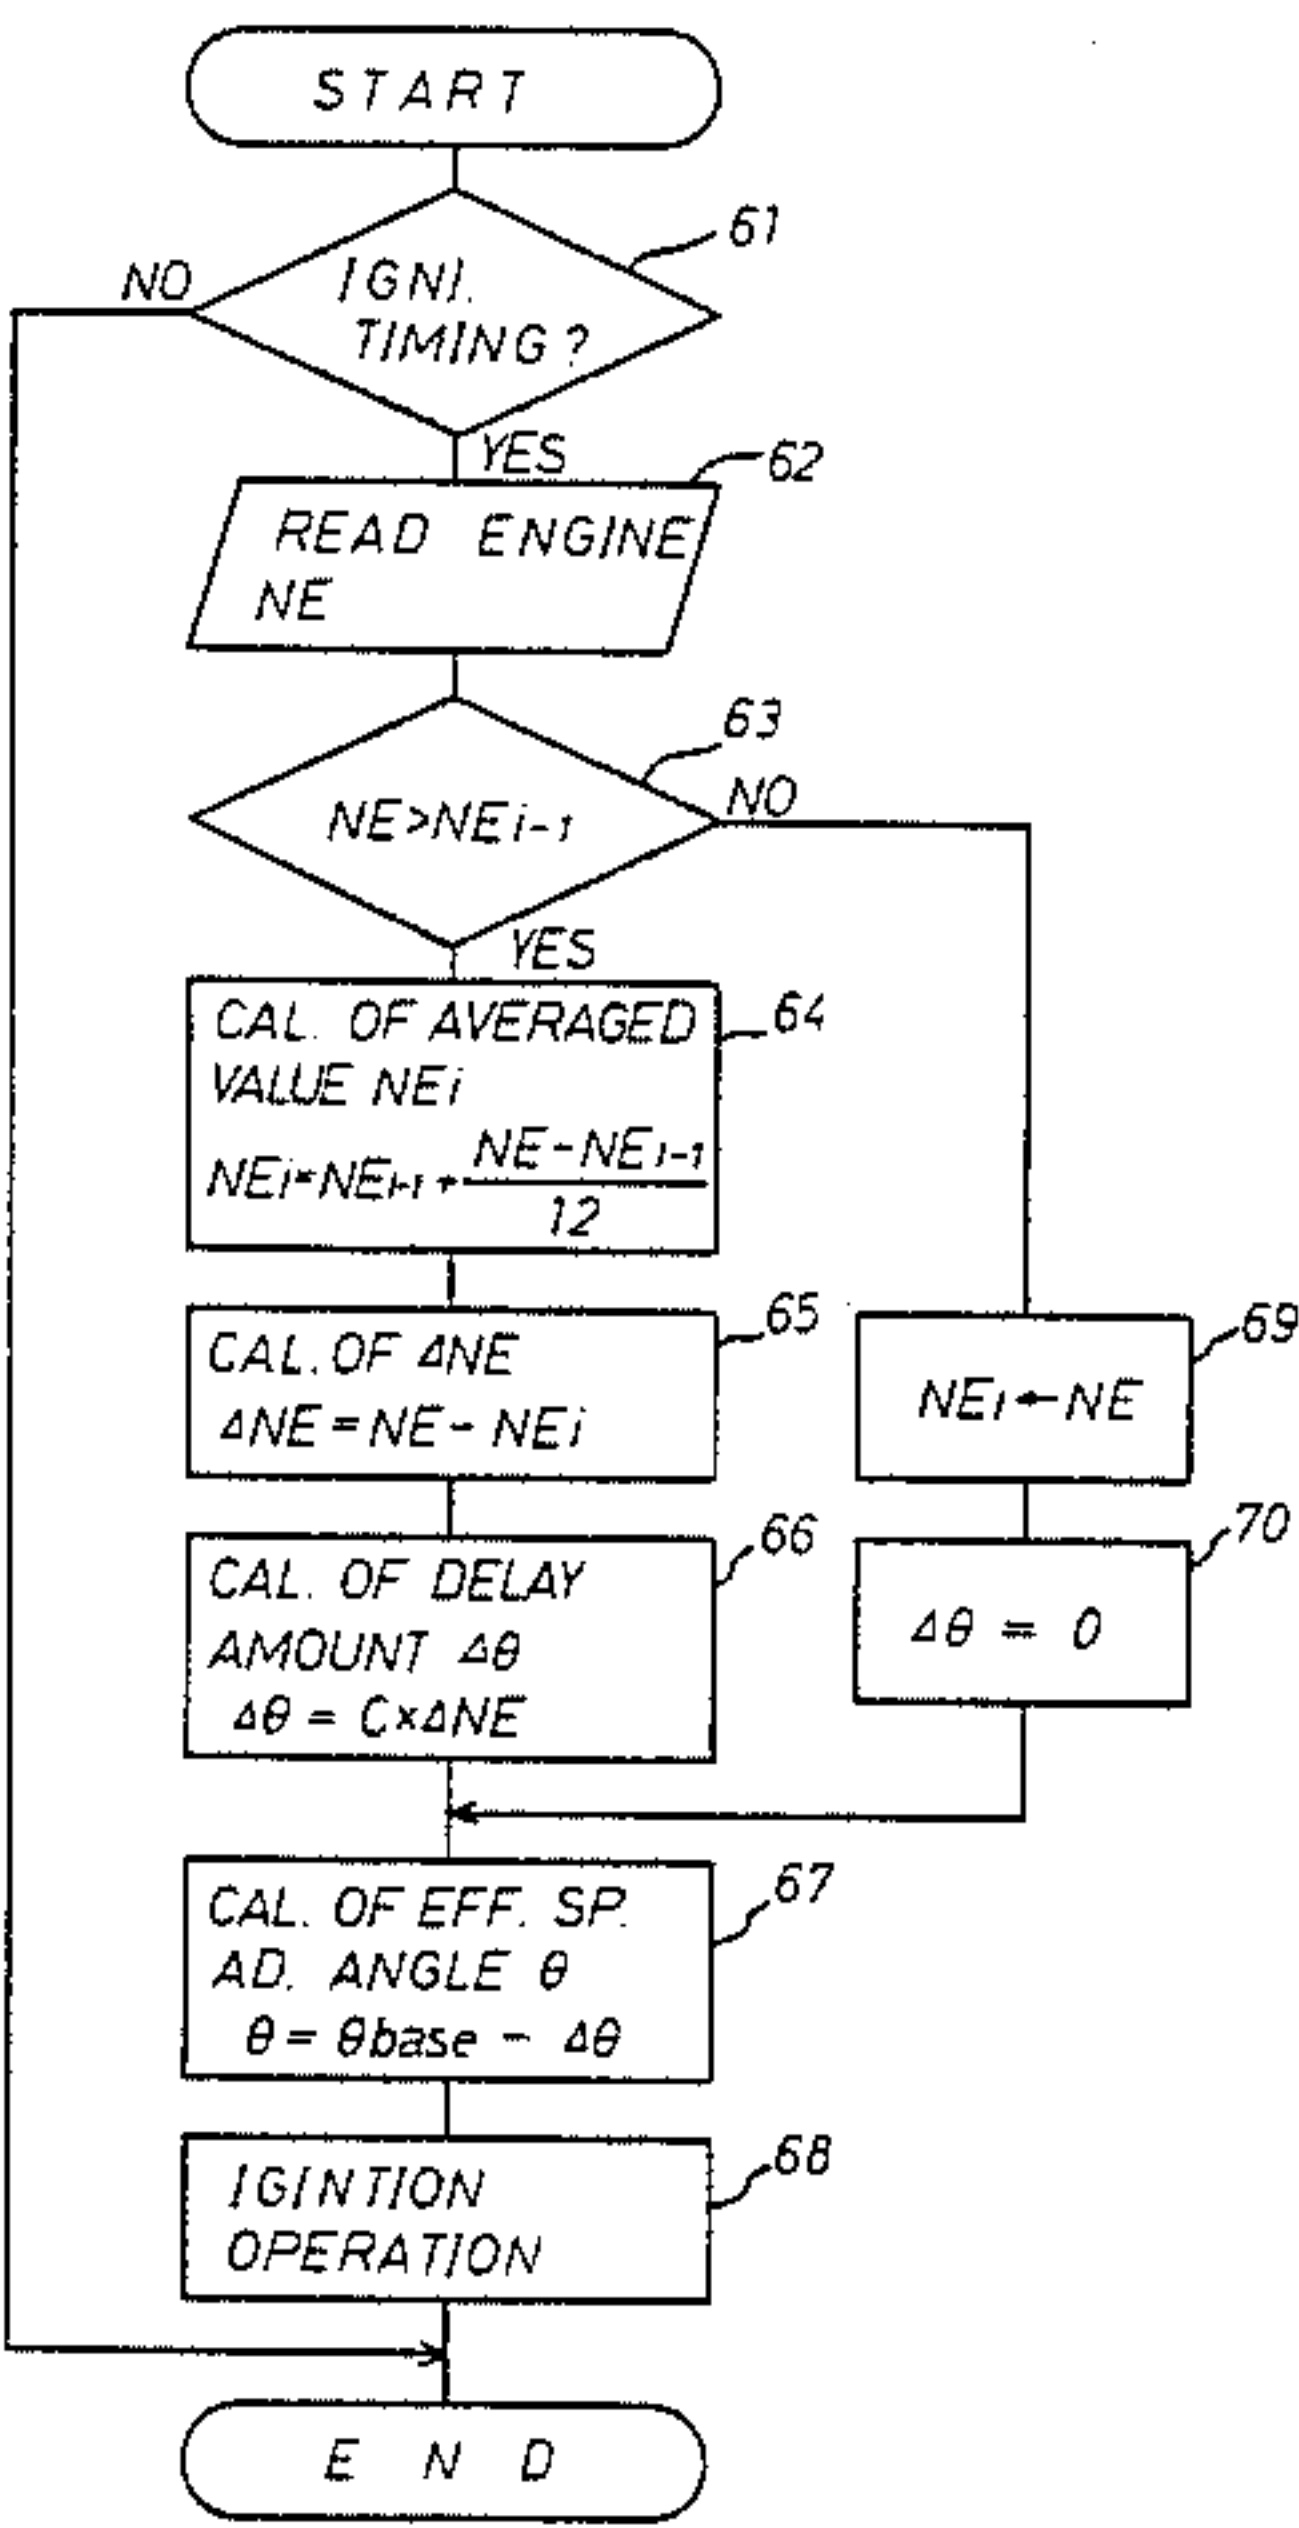 START
61
NO
IGNI.
TIMING?
YES
62
READ ENGINE
NE
63
NE>NEi-1
NO
YES
64
CAL. OF AVERAGED
VALUE NEi
NEi=NEi-1+(NE-NEi-1)/12
65
CAL. OF ΔNE
ΔNE=NE-NEi
69
NEi←NE
66
CAL. OF DELAY
AMOUNT Δθ
Δθ = C×ΔNE
70
Δθ = 0
67
CAL. OF EFF. SP.
AD. ANGLE θ
θ = θbase - Δθ
68
IGINTION
OPERATION
END